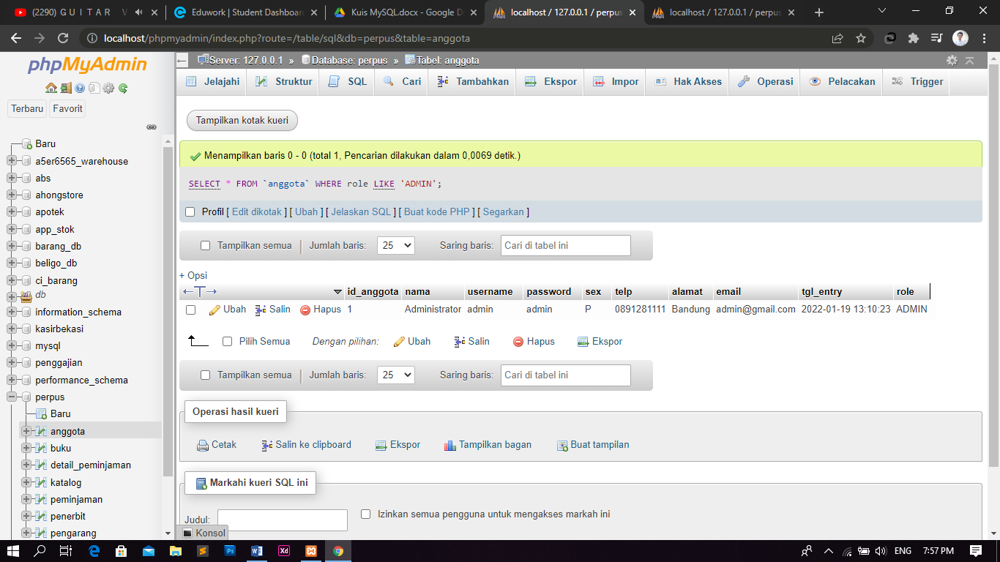 (2290) G U I T A R V
Eduwork | Student Dashboar
Kuis MySQL.docx - Google D
localhost / 127.0.0.1 / perpus
localhost / 127.0.0.1 / perpus
localhost/phpmyadmin/index.php?route=/table/sql&db=perpus&table=anggota
phpMyAdmin
Terbaru Favorit
Baru
a5er6565_warehouse
abs
ahongstore
apotek
app_stok
barang_db
beligo_db
ci_barang
db
information_schema
kasirbekasi
mysql
penggajian
performance_schema
perpus
Baru
anggota
buku
detail_peminjaman
katalog
peminjaman
penerbit
pengarang
Server: 127.0.0.1 » Database: perpus » Tabel: anggota
Jelajahi Struktur SQL Cari Tambahkan Ekspor Impor Hak Akses Operasi Pelacakan Trigger
Tampilkan kotak kueri
Menampilkan baris 0 - 0 (total 1, Pencarian dilakukan dalam 0,0069 detik.)
SELECT * FROM `anggota` WHERE role LIKE 'ADMIN';
Profil [ Edit dikotak ] [ Ubah ] [ Jelaskan SQL ] [ Buat kode PHP ] [ Segarkan ]
Tampilkan semua | Jumlah baris: 25 Saring baris: Cari di tabel ini
+ Opsi
←T→ id_anggota nama username password sex telp alamat email tgl_entry role
Ubah Salin Hapus 1 Administrator admin admin P 0891281111 Bandung admin@gmail.com 2022-01-19 13:10:23 ADMIN
Pilih Semua Dengan pilihan: Ubah Salin Hapus Ekspor
Tampilkan semua | Jumlah baris: 25 Saring baris: Cari di tabel ini
Operasi hasil kueri
Cetak Salin ke clipboard Ekspor Tampilkan bagan Buat tampilan
Markahi kueri SQL ini
Judul: Izinkan semua pengguna untuk mengakses markah ini
Konsol
ENG 7:57 PM